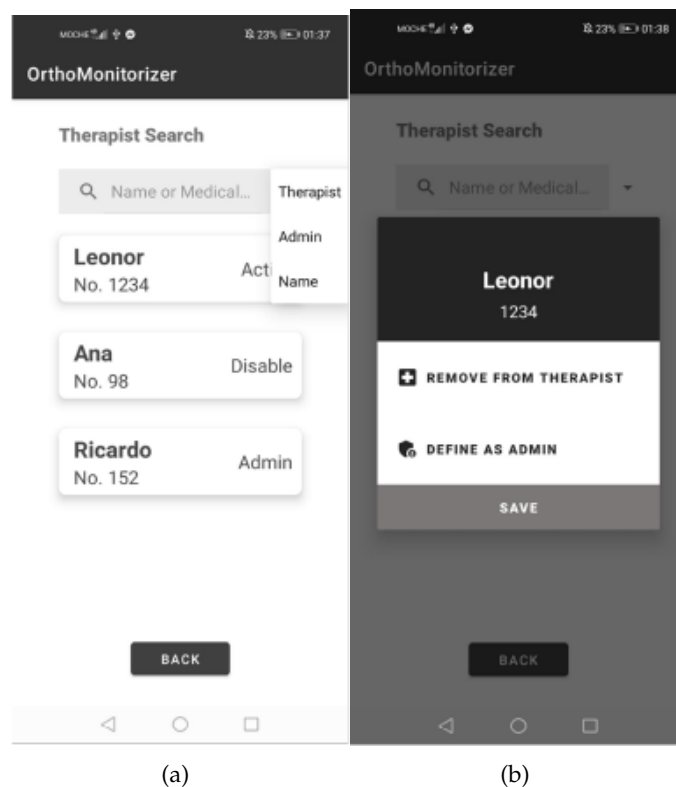 MOCHE 23% 01:37
OrthoMonitorizer
Therapist Search
Name or Medical...
Therapist
Admin
Name
Leonor
No. 1234
Acti
Ana
No. 98
Disable
Ricardo
No. 152
Admin
BACK
(a)
MOCHE 23% 01:38
OrthoMonitorizer
Therapist Search
Name or Medical...
Leonor
1234
REMOVE FROM THERAPIST
DEFINE AS ADMIN
SAVE
BACK
(b)